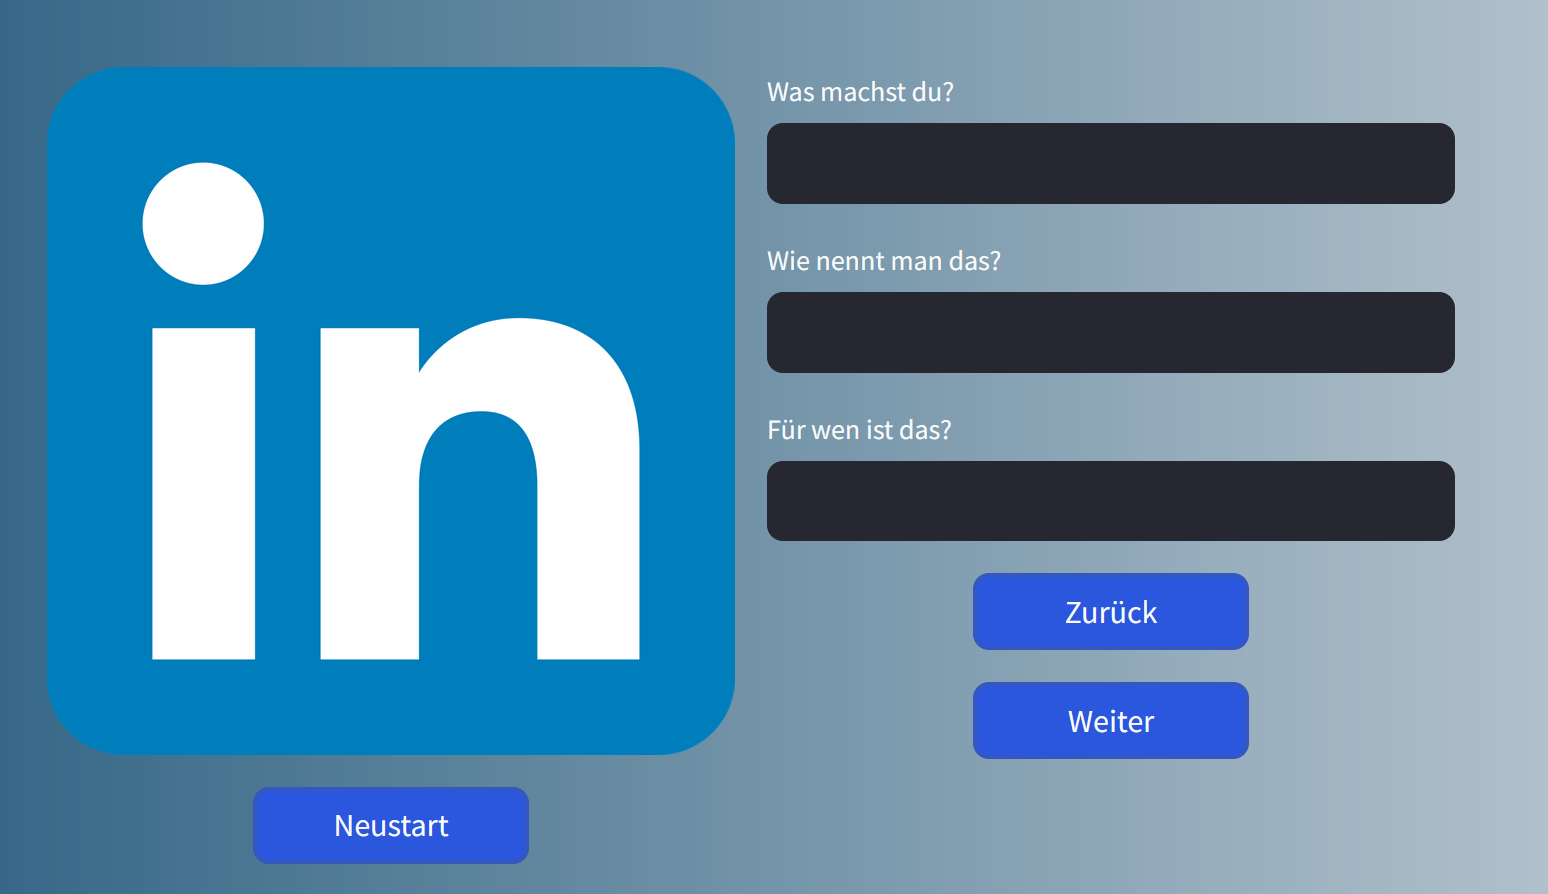 in
Was machst du?
Wie nennt man das?
Für wen ist das?
Zurück
Weiter
Neustart